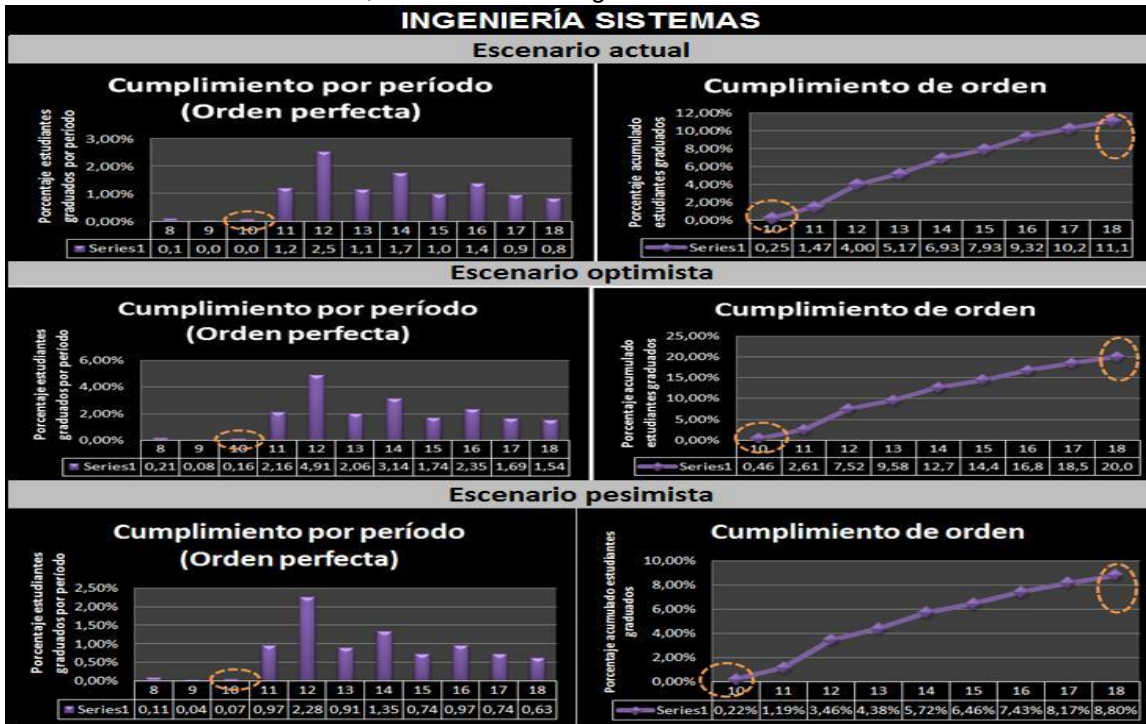 INGENIERÍA SISTEMAS
Escenario actual
Cumplimiento por período
(Orden perfecta)
Porcentaje estudiantes
graduados por período
3,00%
2,00%
1,00%
0,00%
8 9 10 11 12 13 14 15 16 17 18
Series1 0,1 0,0 0,0 1,2 2,5 1,1 1,7 1,0 1,4 0,9 0,8
Cumplimiento de orden
Porcentaje acumulado
estudiantes graduados
12,00%
10,00%
8,00%
6,00%
4,00%
2,00%
0,00%
10 11 12 13 14 15 16 17 18
Series1 0,25 1,47 4,00 5,17 6,93 7,93 9,32 10,2 11,1
Escenario optimista
Cumplimiento por período
(Orden perfecta)
Porcentaje estudiantes
graduados por período
6,00%
4,00%
2,00%
0,00%
8 9 10 11 12 13 14 15 16 17 18
Series1 0,21 0,08 0,16 2,16 4,91 2,06 3,14 1,74 2,35 1,69 1,54
Cumplimiento de orden
Porcentaje acumulado
estudiantes graduados
25,00%
20,00%
15,00%
10,00%
5,00%
0,00%
10 11 12 13 14 15 16 17 18
Series1 0,46 2,61 7,52 9,58 12,7 14,4 16,8 18,5 20,0
Escenario pesimista
Cumplimiento por período
(Orden perfecta)
Porcentaje estudiantes
graduados por período
2,50%
2,00%
1,50%
1,00%
0,50%
0,00%
8 9 10 11 12 13 14 15 16 17 18
Series1 0,11 0,04 0,07 0,97 2,28 0,91 1,35 0,74 0,97 0,74 0,63
Cumplimiento de orden
Porcentaje acumulado estudiantes
graduados
10,00%
8,00%
6,00%
4,00%
2,00%
0,00%
10 11 12 13 14 15 16 17 18
Series1 0,22% 1,19% 3,46% 4,38% 5,72% 6,46% 7,43% 8,17% 8,80%